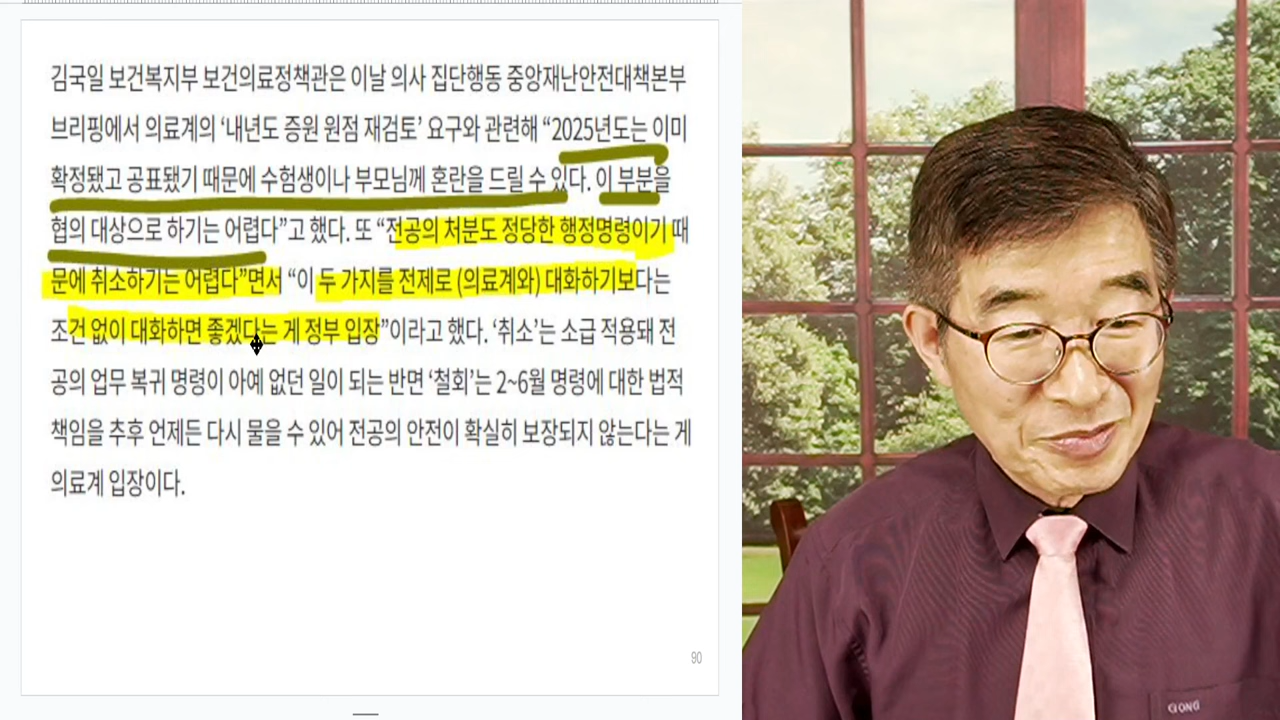 김국일 보건복지부 보건의료정책관은 이날 의사 집단행동 중앙재난안전대책본부
브리핑에서 의료계의 ‘내년도 증원 원점 재검토’ 요구와 관련해 “2025년도는 이미
확정됐고 공표됐기 때문에 수험생이나 부모님께 혼란을 드릴 수 있다. 이 부분을
협의 대상으로 하기는 어렵다”고 했다. 또 “전공의 처분도 정당한 행정명령이기 때
문에 취소하기는 어렵다”면서 “이 두 가지를 전제로 (의료계와) 대화하기보다는
조건 없이 대화하면 좋겠다는 게 정부 입장”이라고 했다. ‘취소’는 소급 적용돼 전
공의 업무 복귀 명령이 아예 없던 일이 되는 반면 ‘철회’는 2~6월 명령에 대한 법적
책임을 추후 언제든 다시 물을 수 있어 전공의 안전이 확실히 보장되지 않는다는 게
의료계 입장이다.
90
GONG